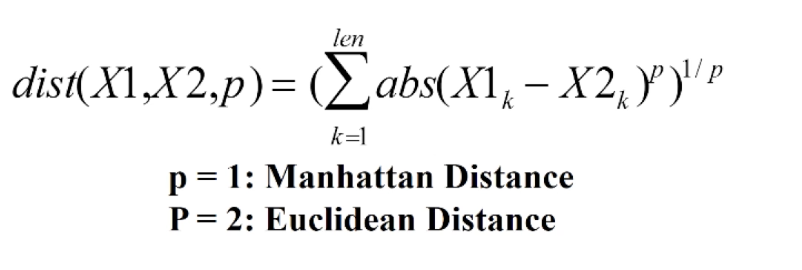 len
dist(X1,X2,p) = (∑abs(X1ₖ – X2ₖ)ᵖ)¹/ᵖ
k=1
p = 1: Manhattan Distance
P = 2: Euclidean Distance